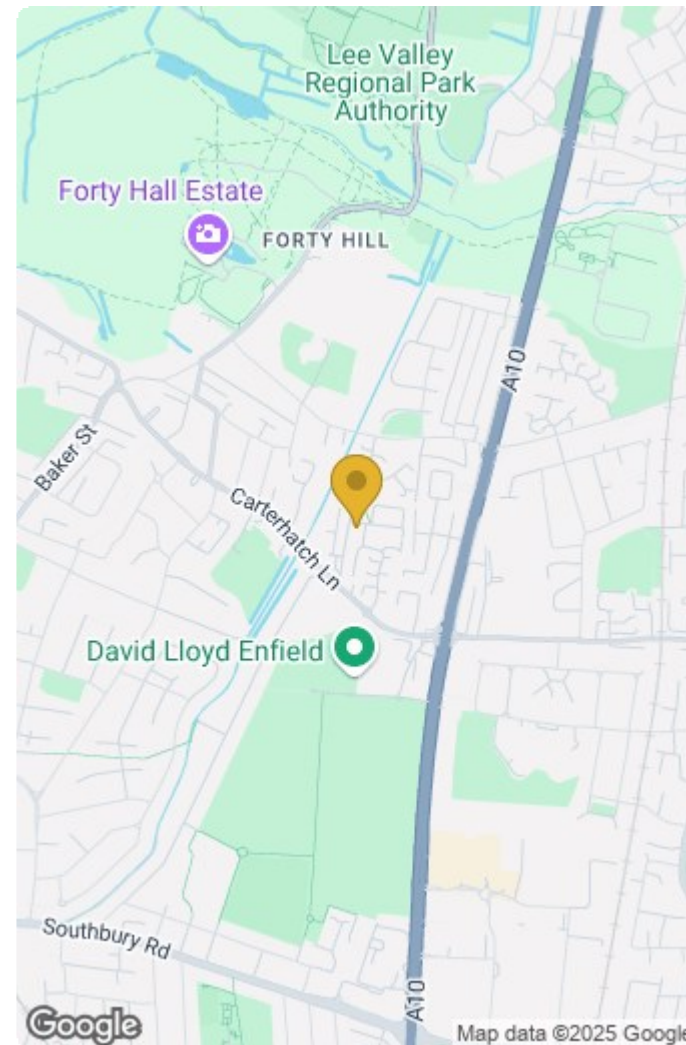 Lee Valley
Regional Park
Authority
Forty Hall Estate
FORTY HILL
A10
Baker St
Carterhatch Ln
David Lloyd Enfield
Southbury Rd
A10
Google
Map data ©2025 Google